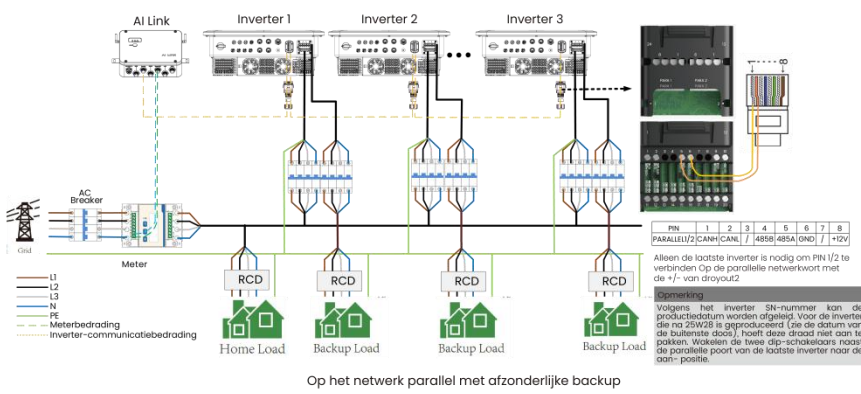 AI Link
Inverter 1
Inverter 2
Inverter 3
1
8
AC
Breaker
Grid
Meter
L1
L2
L3
N
PE
Meterbedrading
Inverter-communicatiebedrading
RCD
RCD
RCD
RCD
Home Load
Backup Load
Backup Load
Backup Load
PIN 1 2 3 4 5 6 7 8
PARALLEL1/2 CANH CANL / 485B 485A GND / +12V
Alleen de laatste inverter is nodig om PIN 1/2 te
verbinden Op de parallelle netwerkwort met
de +/- van droyout2
Opmerking
Volgens het inverter SN-nummer kan de
productiedatum worden afgeleid. Voor de inverter
die na 25W28 is geproduceerd (zie de datum van
de buitenste doos), hoeft deze draad niet aan te
pakken. Wakelen de twee dip-schakelaars naast
de parallele poort van de laatste inverter naar de
aan- positie.
Op het netwerk parallel met afzonderlijke backup